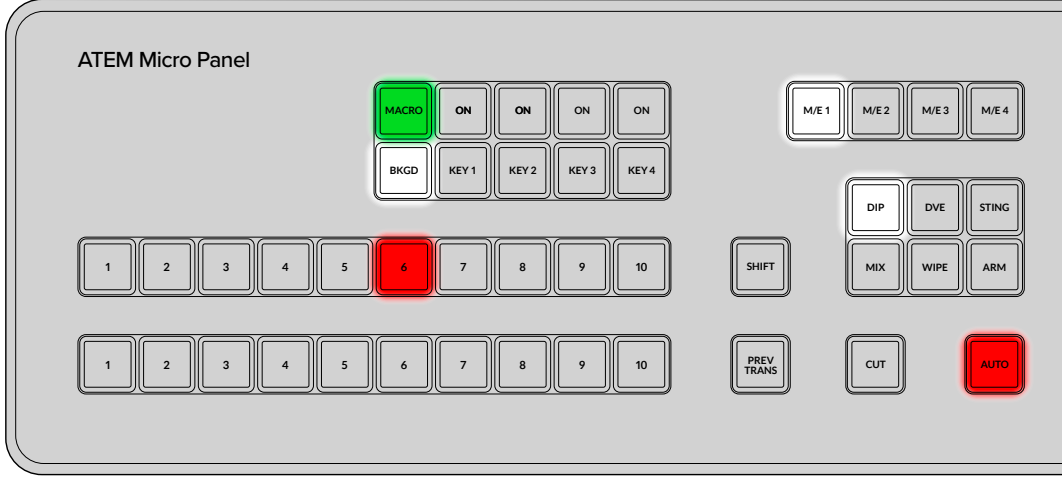 ATEM Micro Panel
MACRO ON ON ON ON
M/E 1 M/E 2 M/E 3 M/E 4
BKGD KEY 1 KEY 2 KEY 3 KEY 4
DIP DVE STING
1 2 3 4 5 6 7 8 9 10
SHIFT
MIX WIPE ARM
1 2 3 4 5 6 7 8 9 10
PREV
TRANS
CUT
AUTO